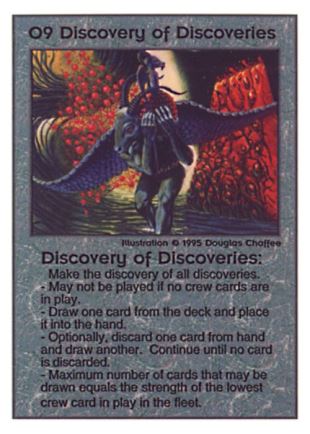 O9 Discovery of Discoveries
Illustration © 1995 Douglas Chaffee
Discovery of Discoveries:
Make the discovery of all discoveries.
- May not be played if no crew cards are
in play.
- Draw one card from the deck and place
it into the hand.
- Optionally, discard one card from hand
and draw another. Continue until no card
is discarded.
- Maximum number of cards that may be
drawn equals the strength of the lowest
crew card in play in the fleet.